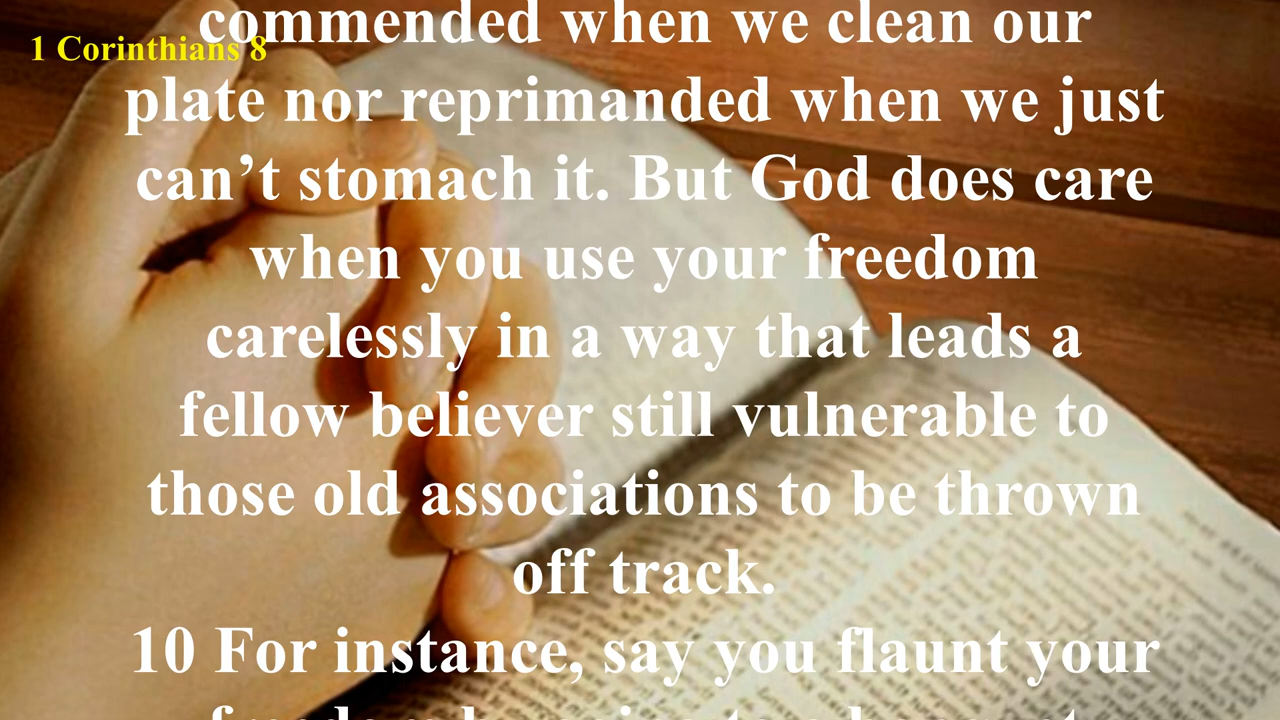 commended when we clean our
1 Corinthians 8
plate nor reprimanded when we just
can’t stomach it. But God does care
when you use your freedom
carelessly in a way that leads a
fellow believer still vulnerable to
those old associations to be thrown
off track.
10 For instance, say you flaunt your